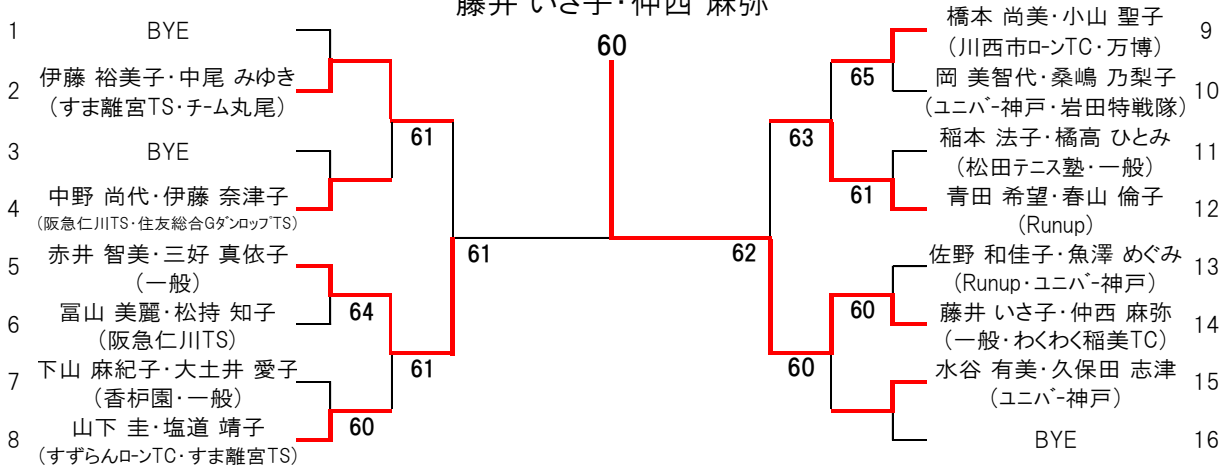 藤井 いさ子・仲西 麻弥
60
1 BYE
2 伊藤 裕美子・中尾 みゆき
(すま離宮TS・チーム丸尾)
3 BYE
4 中野 尚代・伊藤 奈津子
(阪急仁川TS・住友総合Gダンロップ゚TS)
5 赤井 智美・三好 真依子
(一般)
6 冨山 美麗・松持 知子
(阪急仁川TS)
7 下山 麻紀子・大土井 愛子
(香枦園・一般)
8 山下 圭・塩道 靖子
(すずらんローンTC・すま離宮TS)
61
64
60
61
61
橋本 尚美・小山 聖子 9
(川西市ローンTC・万博)
岡 美智代・桑嶋 乃梨子 10
(ユニバー神戸・岩田特戦隊)
稲本 法子・橘高 ひとみ 11
(松田テニス塾・一般)
青田 希望・春山 倫子 12
(Runup)
佐野 和佳子・魚澤 めぐみ 13
(Runup・ユニバー神戸)
藤井 いさ子・仲西 麻弥 14
(一般・わくわく稲美TC)
水谷 有美・久保田 志津 15
(ユニバー神戸)
BYE 16
65
63
61
62
60
60